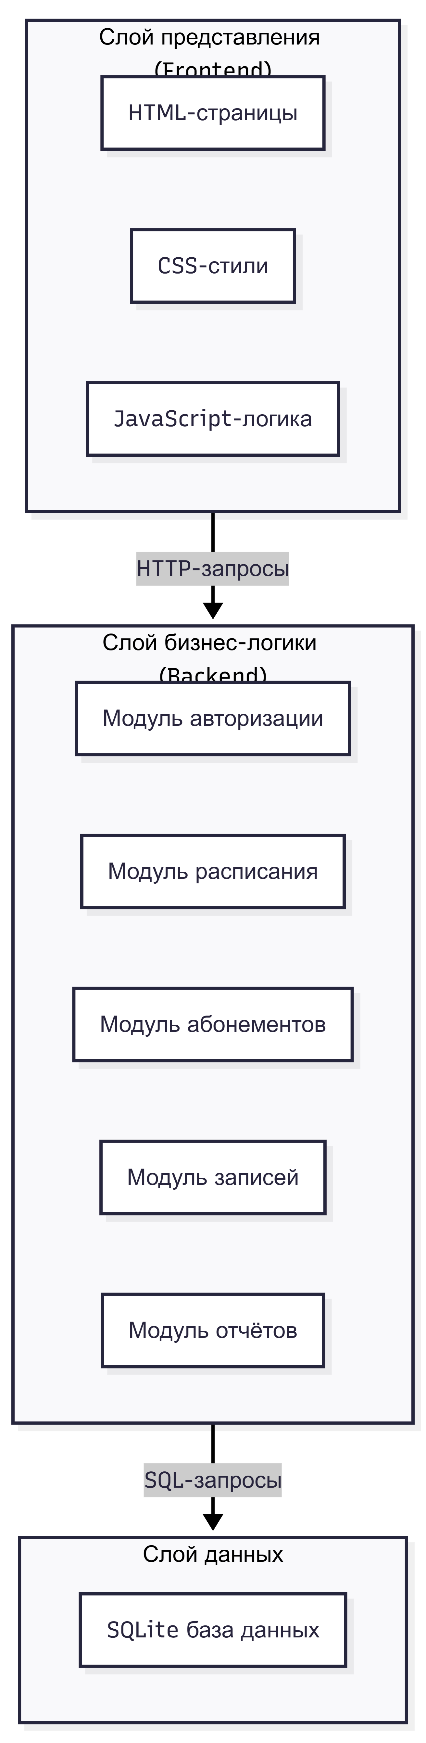 Слой представления
(Frontend)
HTML-страницы
CSS-стили
JavaScript-логика
HTTP-запросы
Слой бизнес-логики
(Backend)
Модуль авторизации
Модуль расписания
Модуль абонементов
Модуль записей
Модуль отчётов
SQL-запросы
Слой данных
SQLite база данных